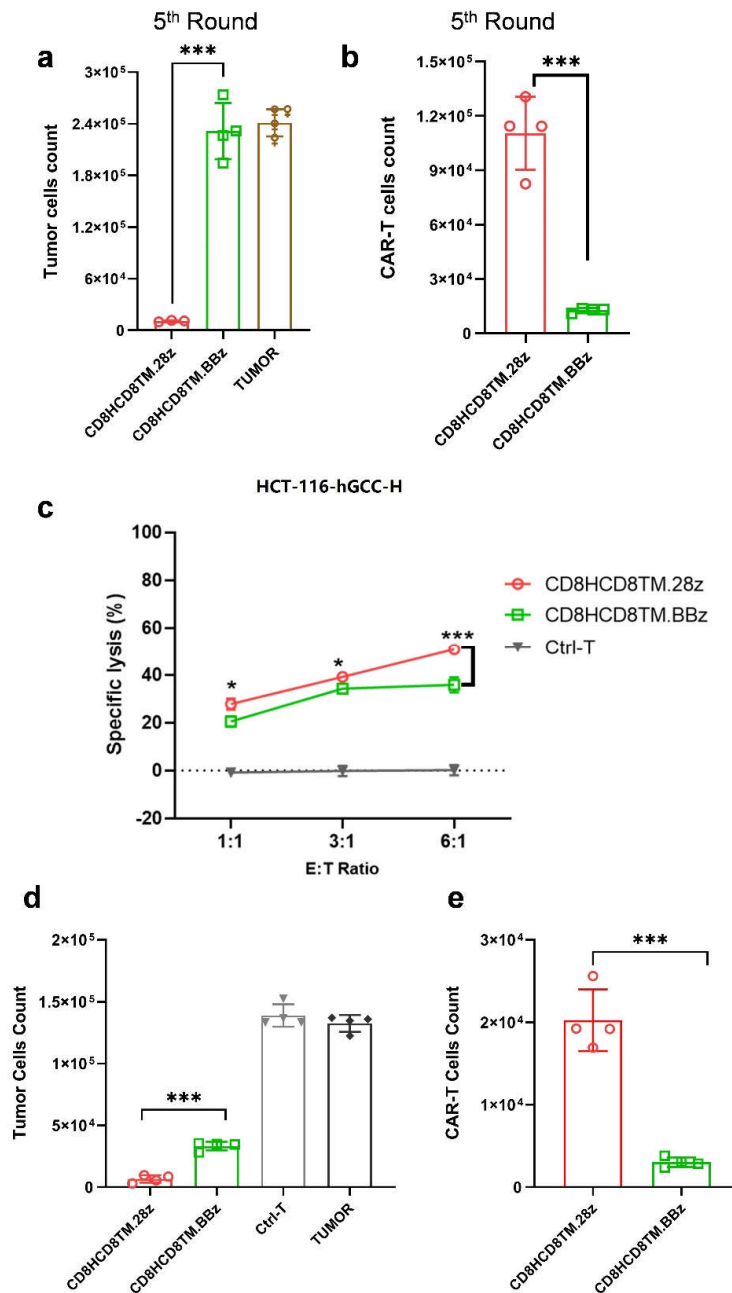 5th Round
5th Round
a
***
Tumor cells count
3×10⁵
2.4×10⁵
1.8×10⁵
1.2×10⁵
6×10⁴
0
CD8HCD8TM.28z
CD8HCD8TM.BBz
TUMOR
b
***
CAR-T cells count
1.5×10⁵
1.2×10⁵
9×10⁴
6×10⁴
3×10⁴
0
CD8HCD8TM.28z
CD8HCD8TM.BBz
HCT-116-hGCC-H
c
Specific lysis (%)
100
80
60
40
20
0
-20
*
*
***
1:1
3:1
6:1
E:T Ratio
CD8HCD8TM.28z
CD8HCD8TM.BBz
Ctrl-T
d
Tumor Cells Count
2×10⁵
1×10⁵
1×10⁵
5×10⁴
0
***
CD8HCD8TM.28z
CD8HCD8TM.BBz
Ctrl-T
TUMOR
e
CAR-T Cells Count
3×10⁴
2×10⁴
1×10⁴
0
***
CD8HCD8TM.28z
CD8HCD8TM.BBz